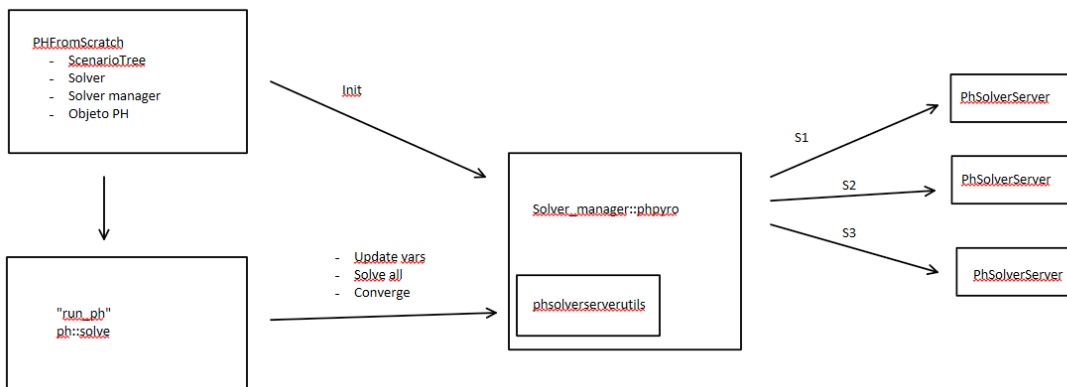 PHFromScratch
- ScenarioTree
- Solver
- Solver manager
- Objeto PH
Init
PhSolverServer
S1
S2
PhSolverServer
Solver_manager::phpyro
S3
PhSolverServer
- Update vars
- Solve all
- Converge
phsolverserverutils
"run_ph"
ph::solve